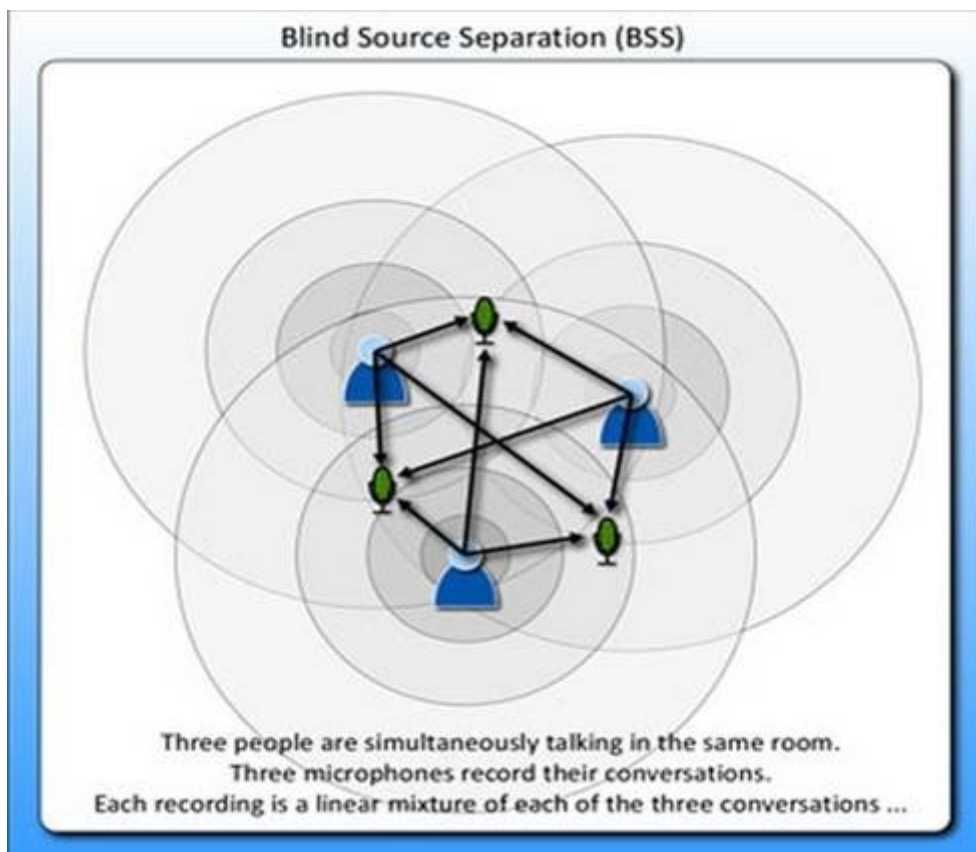 Blind Source Separation (BSS)
Three people are simultaneously talking in the same room.
Three microphones record their conversations.
Each recording is a linear mixture of each of the three conversations ...